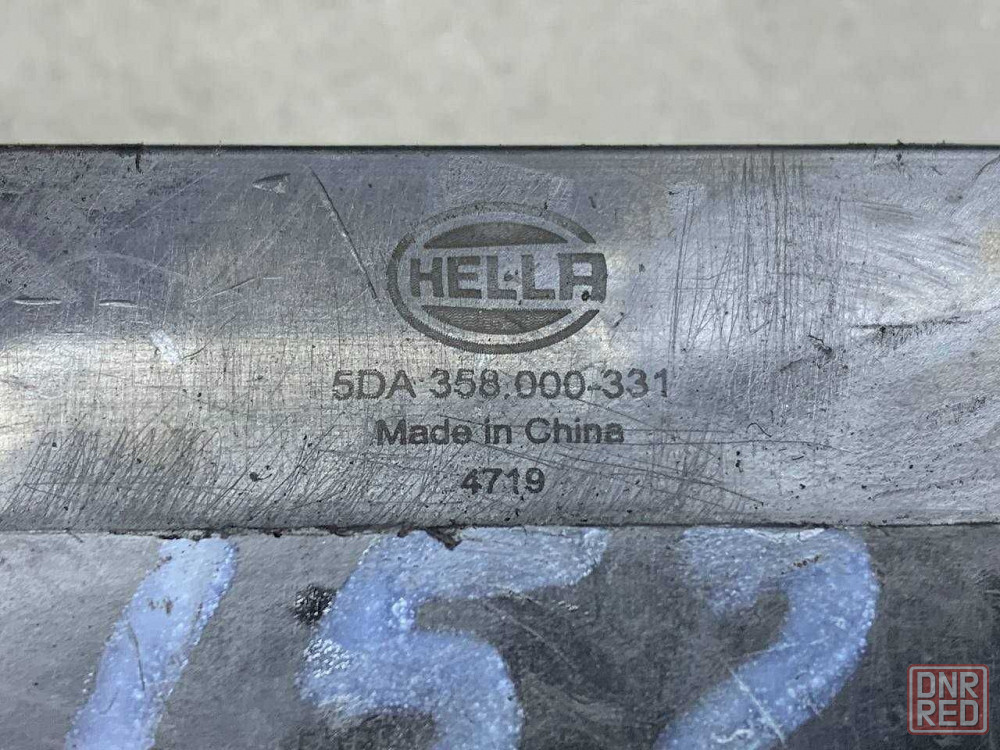 HELLA
5DA 358.000-331
Made in China
4719
152
DNR
RED